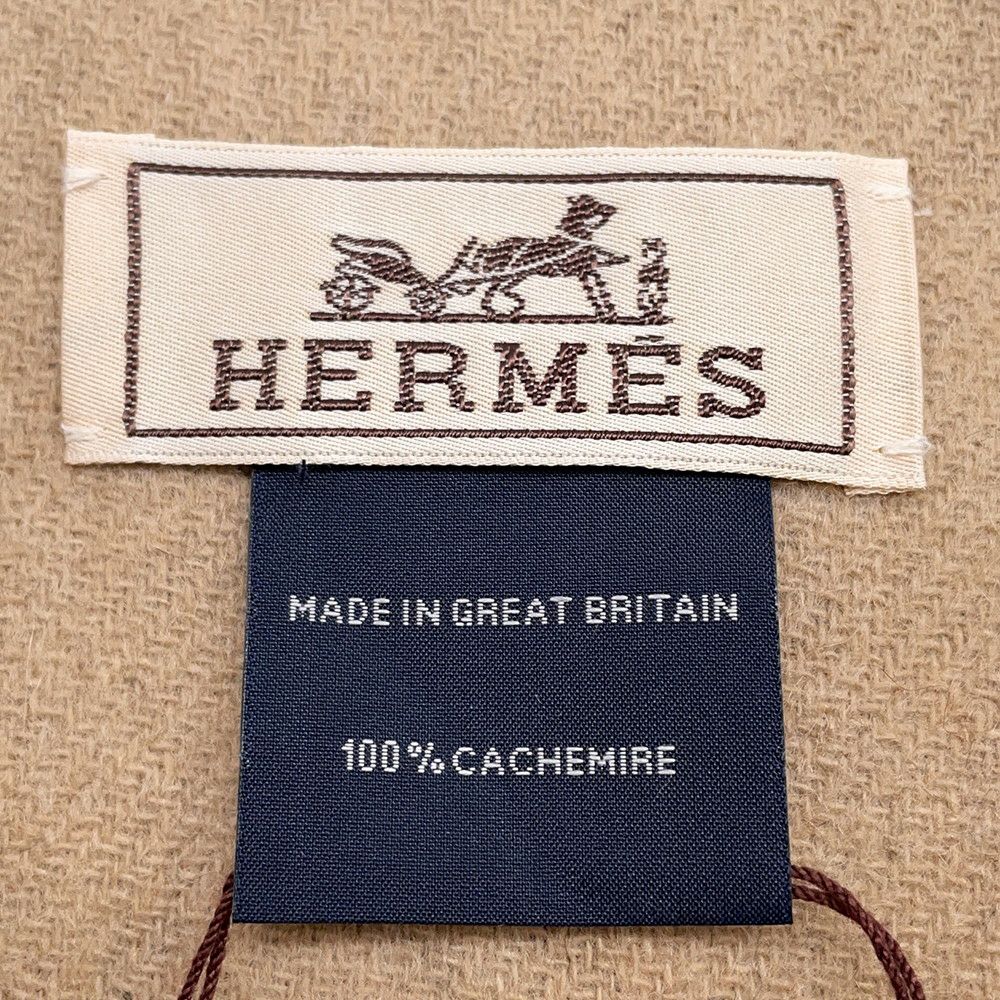 HERMÈS
MADE IN GREAT BRITAIN
100% CACHEMIRE